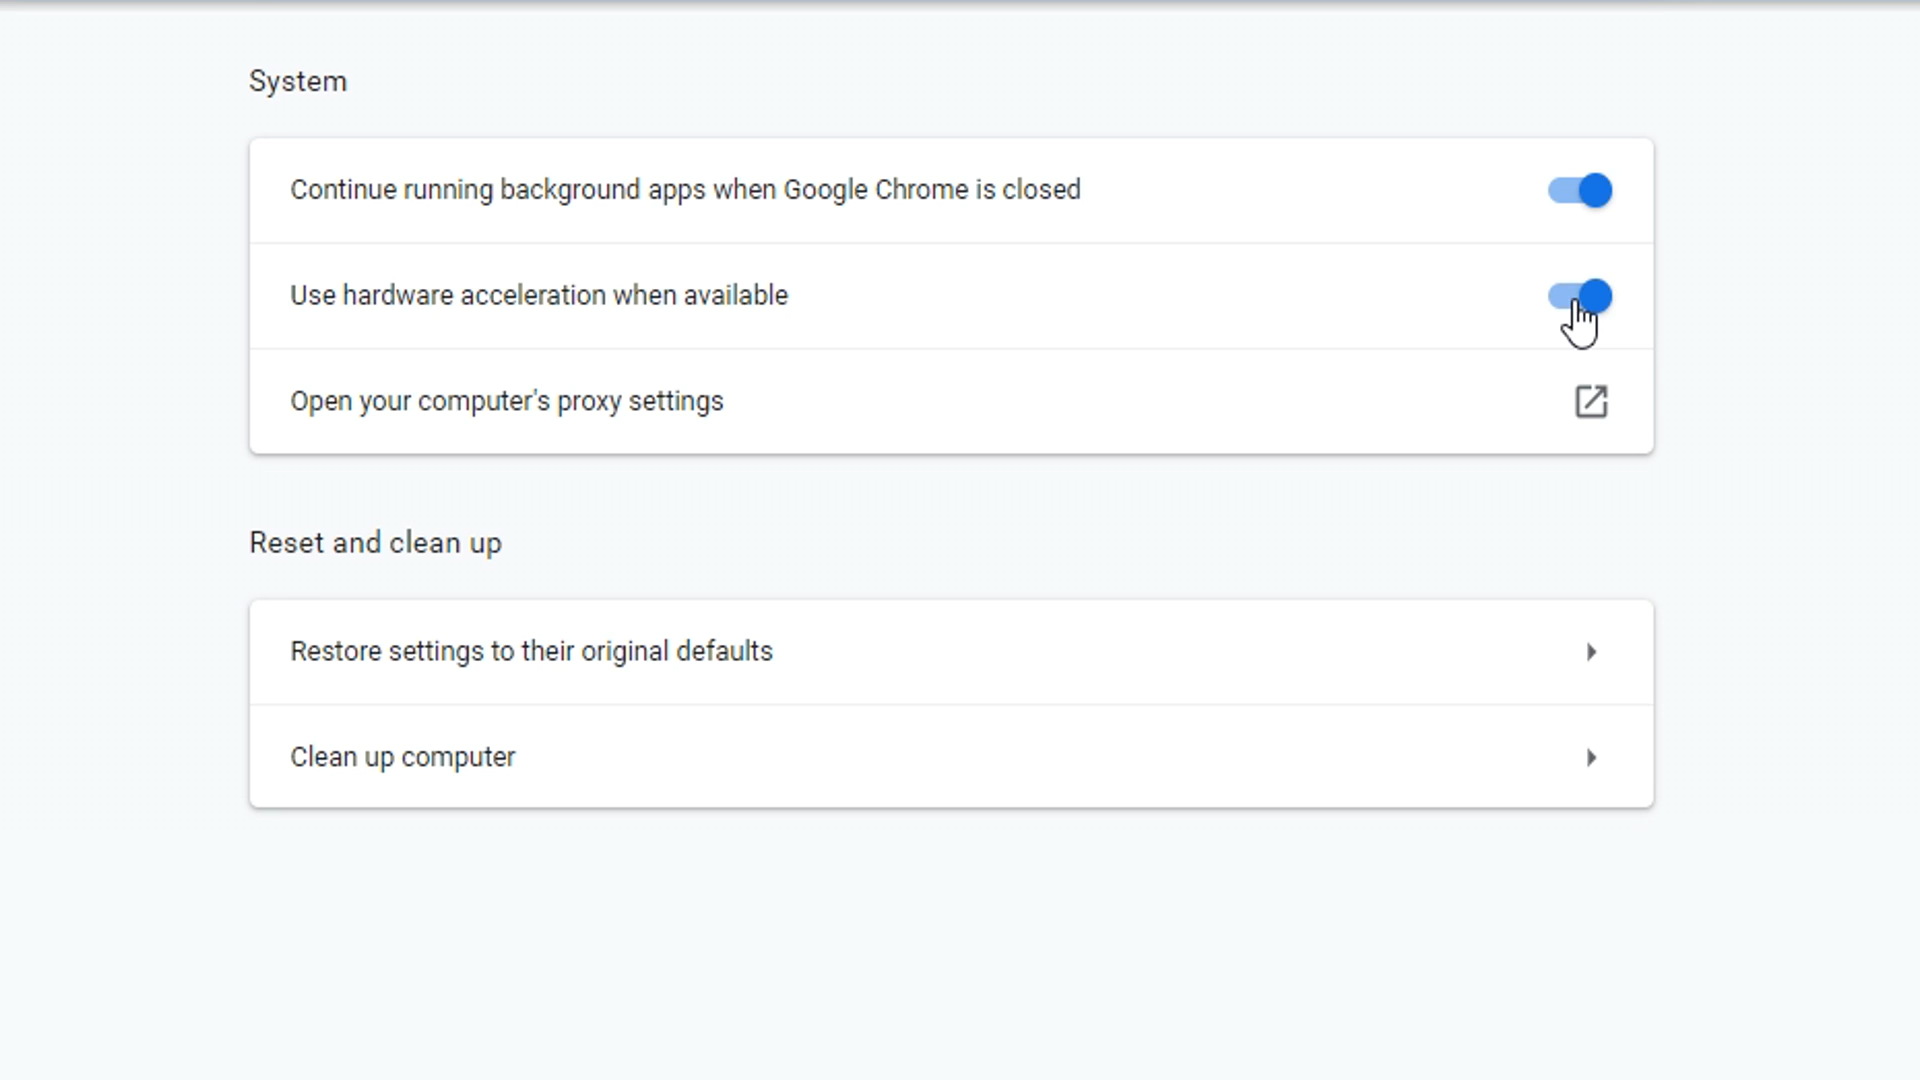 System
Continue running background apps when Google Chrome is closed
Use hardware acceleration when available
Open your computer's proxy settings
Reset and clean up
Restore settings to their original defaults
Clean up computer